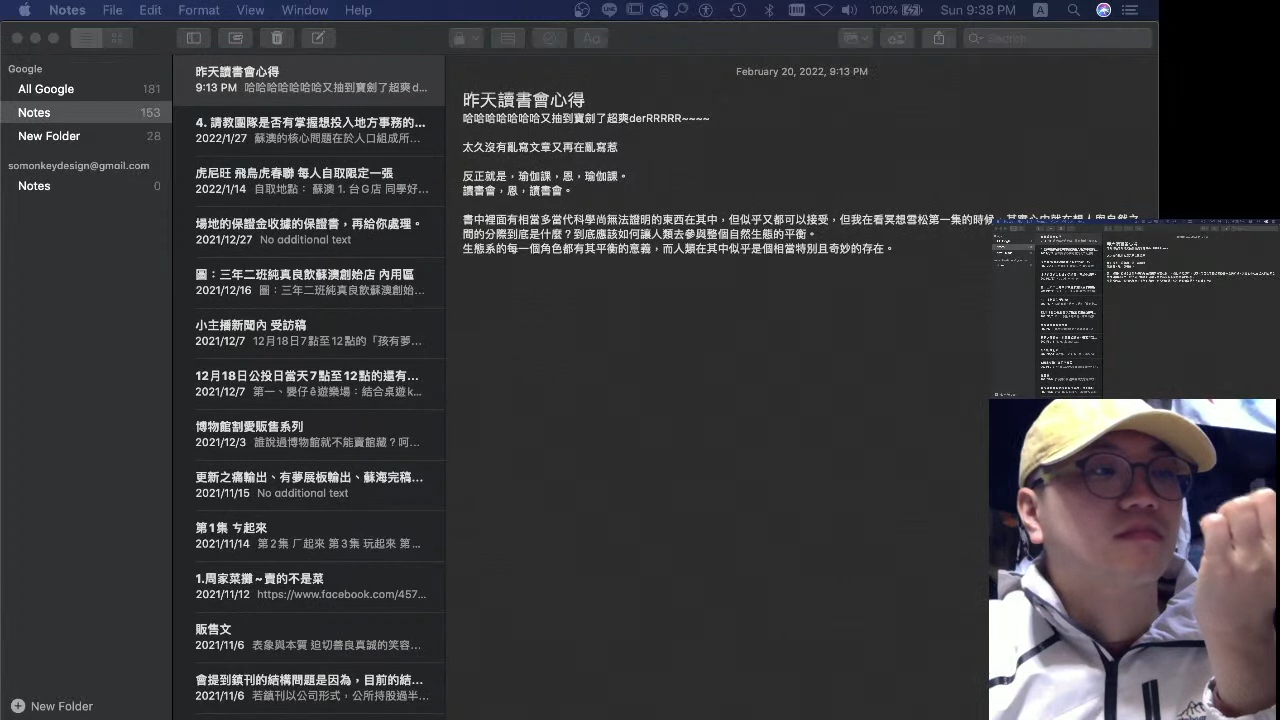 Notes File Edit Format View Window Help
100% Sun 9:38 PM A
Search
Google
All Google 181
Notes 153
New Folder 28
somonkeydesign@gmail.com
Notes 0
New Folder
昨天讀書會心得
9:13 PM 哈哈哈哈哈哈哈又抽到寶劍了超爽d...
4. 請教團隊是否有掌握想投入地方事務的...
2022/1/27 蘇澳的核心問題在於人口組成所...
虎尼旺 飛鳥虎春聯 每人自取限定一張
2022/1/14 自取地點： 蘇澳 1. 台G店 同學好...
場地的保證金收據的保證書，再給你處理。
2021/12/27 No additional text
圖：三年二班純真咖飲蘇澳創始店 內用區
2021/12/16 圖：三年二班純真咖飲蘇澳創始...
小主播新聞內 受訪稿
2021/12/7 12月18日7點至12點的「孩有夢...
12月18日公投日當天7點至12點的還有...
2021/12/7 第一、嬰仔ê遊樂場：結合桌遊k...
博物館割愛販售系列
2021/12/3 誰說過博物館就不能賣館藏？呵...
更新之痛輸出、有夢展板輸出、蘇海完稿...
2021/11/15 No additional text
第1集 ㄘ起來
2021/11/14 第２集 ㄏ起來 第３集 玩起來 第...
1.周家菜攤～賣的不是菜
2021/11/12 https://www.facebook.com/457...
販售文
2021/11/6 表象與本質 迫切善良真誠的笑容...
會提到鎮刊的結構問題是因為，目前的結...
2021/11/6 若鎮刊以公司形式，公所持股過半...
February 20, 2022, 9:13 PM
昨天讀書會心得
哈哈哈哈哈哈哈又抽到寶劍了超爽derRRRRR~~~~
太久沒有亂寫文章又再在亂寫惹
反正就是，瑜伽課，恩，瑜伽課。
讀書會，恩，讀書會。
書中裡面有相當多當代科學尚無法證明的東西在其中，但似乎又都可以接受，但我在看冥想雪松第一集的時候，其實心中就在想人與自然之
間的分際到底是什麼？到底應該如何讓人類去參與整個自然生態的平衡。
生態系的每一個角色都有其平衡的意義，而人類在其中似乎是個相當特別且奇妙的存在。